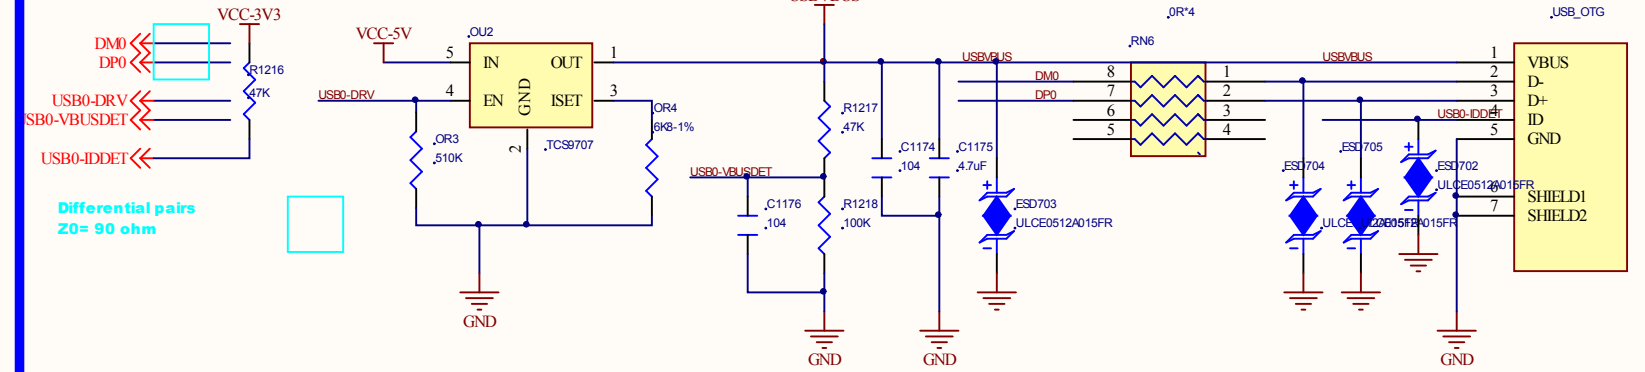 VCC-3V3
DM0
DP0
R1216
47K
USB0-DRV
SB0-VBUSDET
USB0-IDDET
Differential pairs
Z0= 90 ohm
VCC-5V
.OU2
5
IN
OUT
1
USB0-DRV
4
EN
GND
ISET
3
2
.TCS9707
.OR3
.510K
.OR4
.6K8-1%
GND
.R1217
.47K
USB0-VBUSDET
.C1176
.104
.R1218
.100K
GND
.C1174
.104
.C1175
.4.7uF
GND
USBVBUS
.ESD703
.ULCE0512A015FR
.0R*4
.RN6
DM0
8
1
DP0
7
2
6
3
5
4
USBVBUS
.ESD704
.ESD705
.ESD702
.ULCE0512A015FR
USB0-IDDET
.USB_OTG
1
VBUS
2
D-
3
D+
4
ID
5
GND
6
SHIELD1
7
SHIELD2
GND